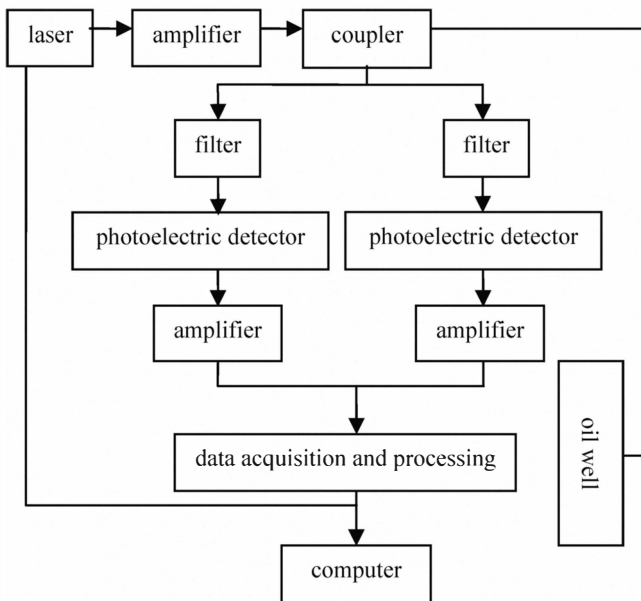 laser
amplifier
coupler
filter
filter
photoelectric detector
photoelectric detector
amplifier
amplifier
oil well
data acquisition and processing
computer